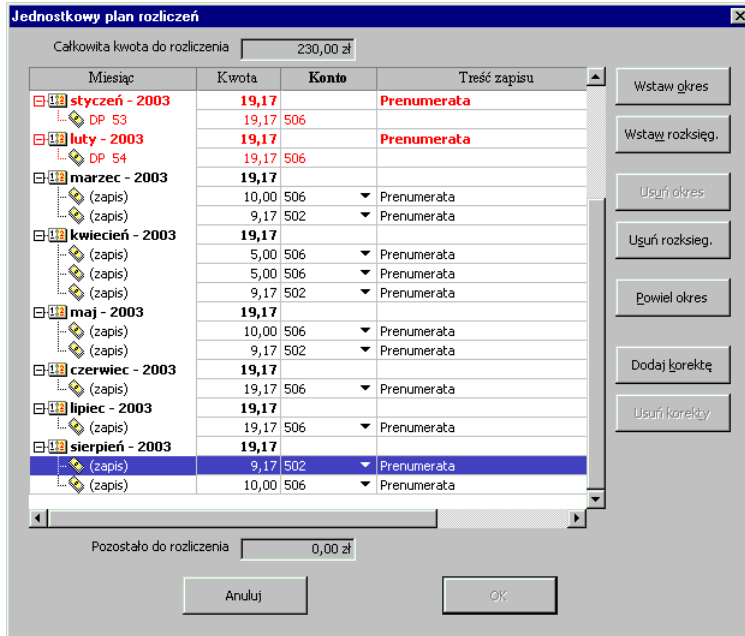 Jednostkowy plan rozliczeń
Całkowita kwota do rozliczenia 230,00 zł
Miesiąc Kwota Konto Treść zapisu
styczeń - 2003 19,17 Prenumerata
DP 53 19,17 506
luty - 2003 19,17 Prenumerata
DP 54 19,17 506
marzec - 2003 19,17
(zapis) 10,00 506 Prenumerata
(zapis) 9,17 502 Prenumerata
kwiecień - 2003 19,17
(zapis) 5,00 506 Prenumerata
(zapis) 5,00 506 Prenumerata
(zapis) 9,17 502 Prenumerata
maj - 2003 19,17
(zapis) 10,00 506 Prenumerata
(zapis) 9,17 502 Prenumerata
czerwiec - 2003 19,17
(zapis) 19,17 506 Prenumerata
lipiec - 2003 19,17
(zapis) 19,17 506 Prenumerata
sierpień - 2003 19,17
(zapis) 9,17 502 Prenumerata
(zapis) 10,00 506 Prenumerata
Wstaw okres
Wstaw rozksięg.
Usuń okres
Usuń rozksieg.
Powiel okres
Dodaj korektę
Usuń korekty
Pozostało do rozliczenia 0,00 zł
Anuluj OK